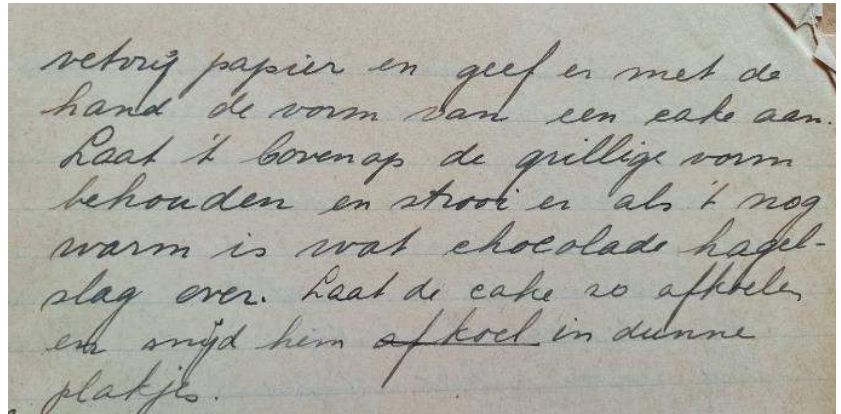 vetvrij papier en geef er met de
hand de vorm van een cake aan.
Laat 't bovenop de grillige vorm
behouden en strooi er als 't nog
warm is wat chocolade hagel-
slag over. Laat de cake zo afkoelen
en snijd hem afkoel in dunne
plakjes.